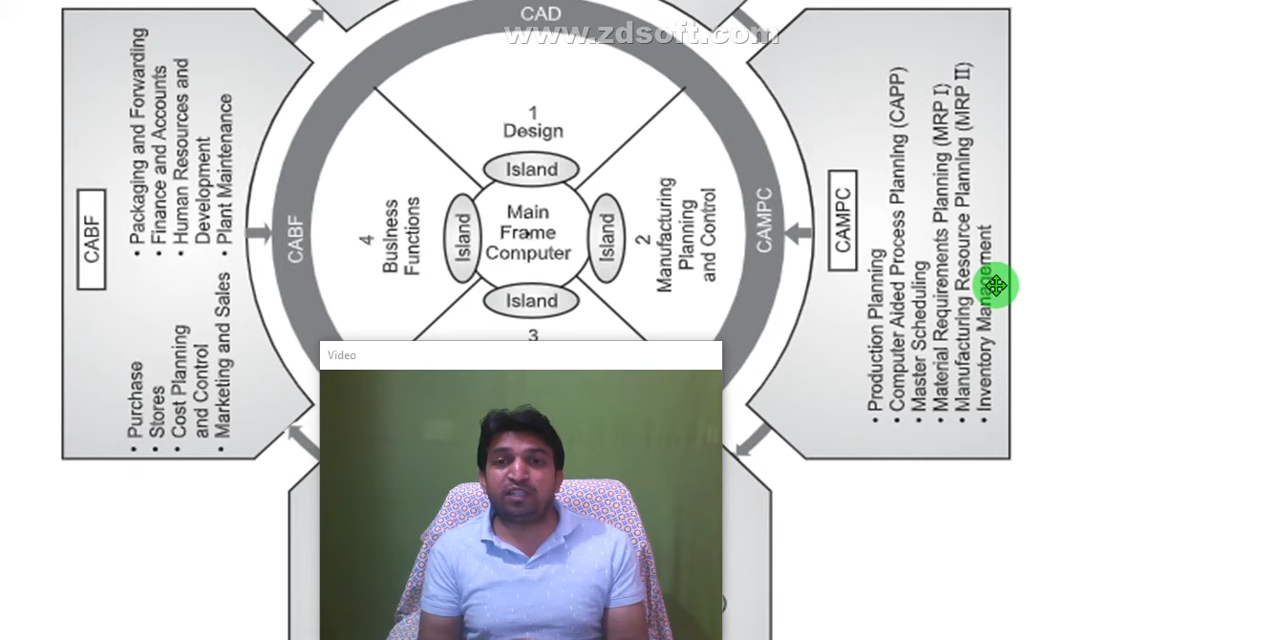 CAD
www.zdsoft.com
CABF
• Packaging and Forwarding
• Finance and Accounts
• Human Resources and
Development
• Plant Maintenance
• Purchase
• Stores
• Cost Planning
and Control
• Marketing and Sales
CABF
1
Design
Island
4
Business
Functions
Island
Main
Frame
Computer
Island
2
Manufacturing
Planning
and Control
Island
3
CAMPC
CAMPC
• Production Planning
• Computer Aided Process Planning (CAPP)
• Master Scheduling
• Material Requirements Planning (MRP I)
• Manufacturing Resource Planning (MRP II)
• Inventory Management
Video